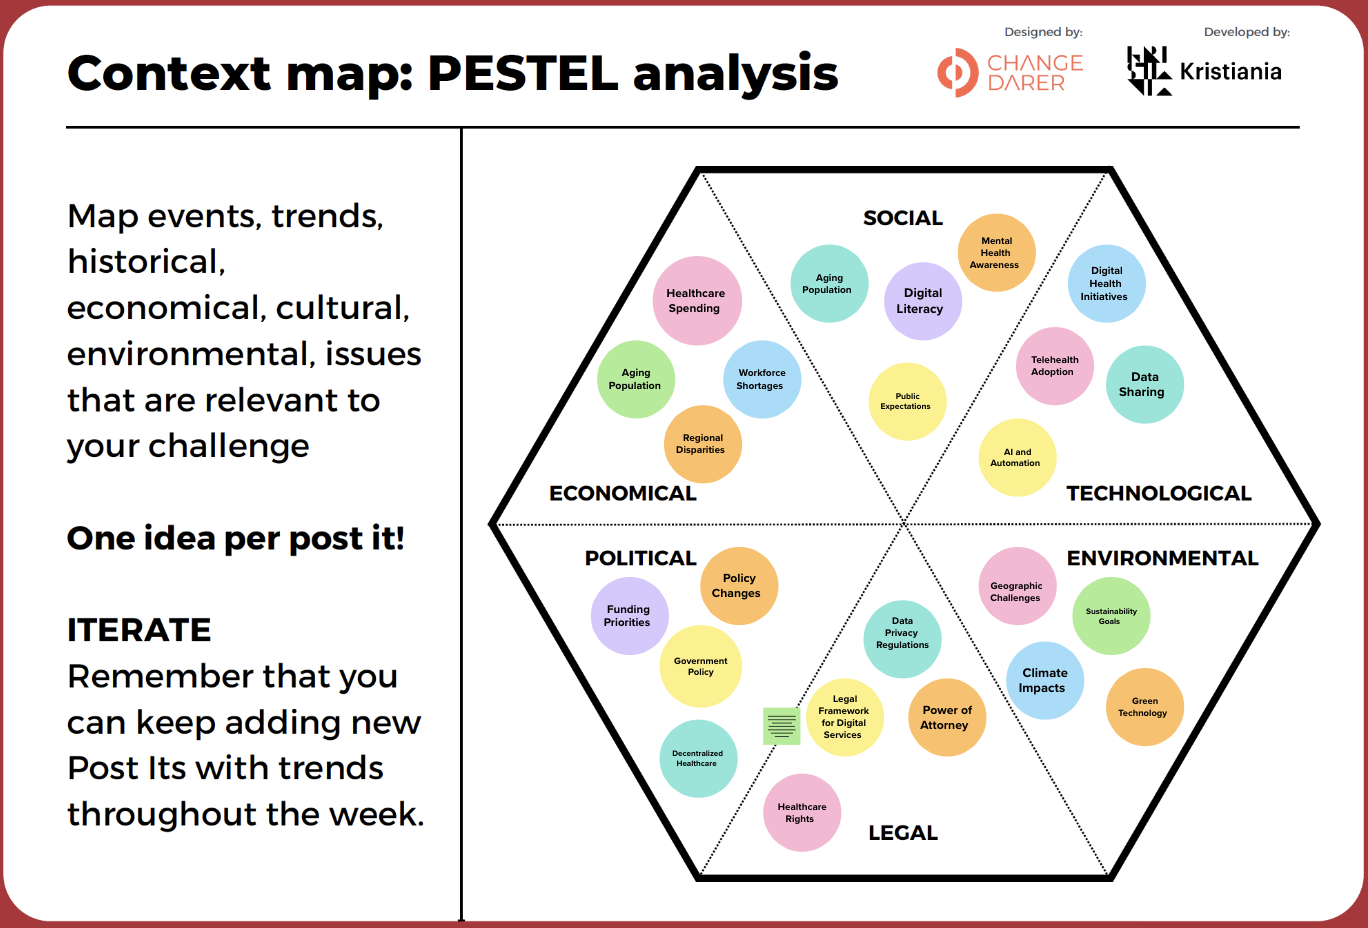 Context map: PESTEL analysis
Designed by:
CHANGE
DARER
Developed by:
KRISTIANIA
Kristiania
Map events, trends,
historical,
economical, cultural,
environmental, issues
that are relevant to
your challenge
One idea per post it!
ITERATE
Remember that you
can keep adding new
Post Its with trends
throughout the week.
SOCIAL
Aging
Population
Digital
Literacy
Mental
Health
Awareness
Public
Expectations
Healthcare
Spending
Aging
Population
Workforce
Shortages
Regional
Disparities
ECONOMICAL
Digital
Health
Initiatives
Telehealth
Adoption
Data
Sharing
AI and
Automation
TECHNOLOGICAL
POLITICAL
Policy
Changes
Funding
Priorities
Government
Policy
Decentralized
Healthcare
ENVIRONMENTAL
Geographic
Challenges
Sustainability
Goals
Climate
Impacts
Green
Technology
Data
Privacy
Regulations
Legal
Framework
for Digital
Services
Power of
Attorney
Healthcare
Rights
LEGAL